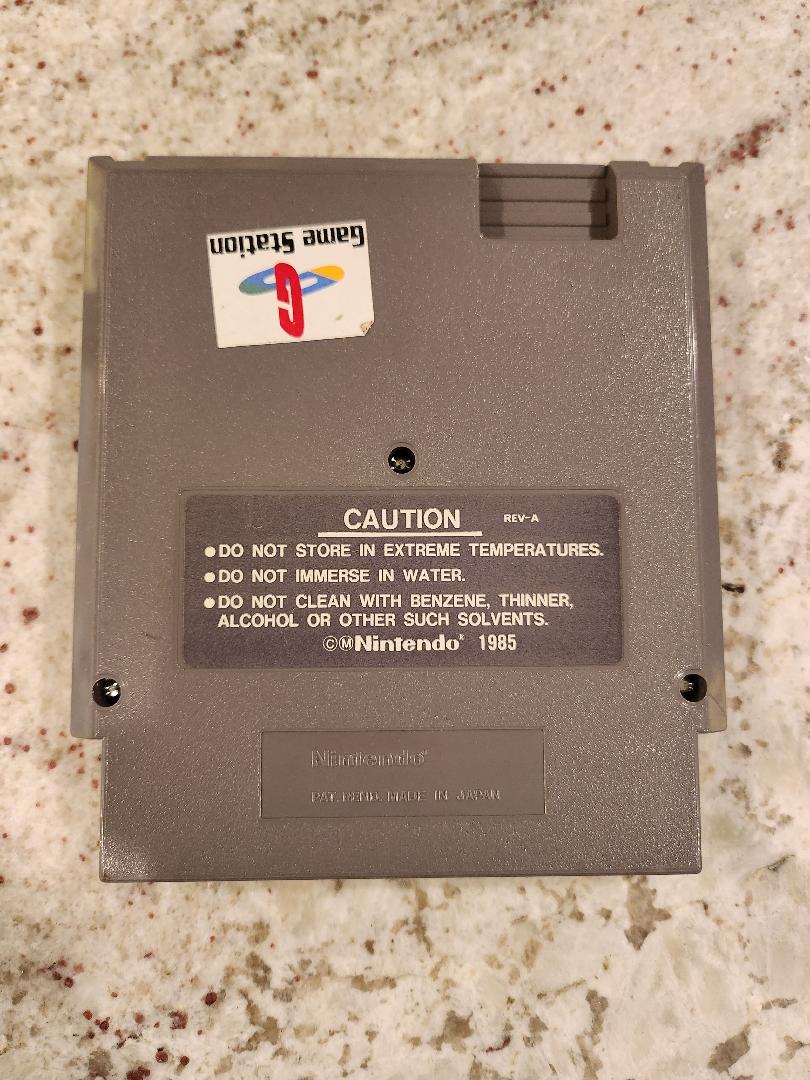 Game Station
G
CAUTION REV-A
●DO NOT STORE IN EXTREME TEMPERATURES.
●DO NOT IMMERSE IN WATER.
●DO NOT CLEAN WITH BENZENE, THINNER,
ALCOHOL OR OTHER SUCH SOLVENTS.
©ⓂNintendo® 1985
Nintendo®
PAT. PEND. MADE IN JAPAN